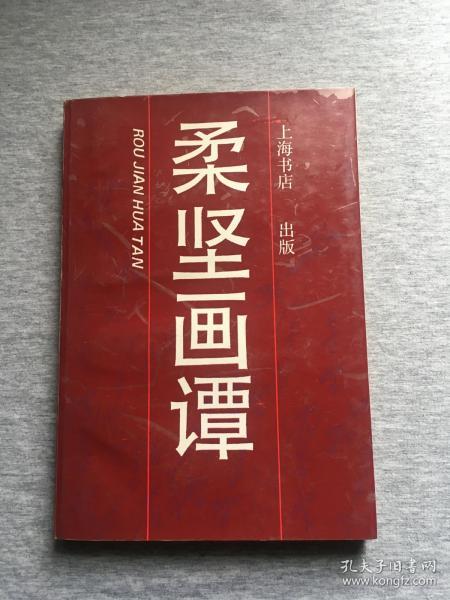 上海书店 出版
柔坚画谭
ROU JIAN HUA TAN
孔夫子旧书网
www.kongfz.com